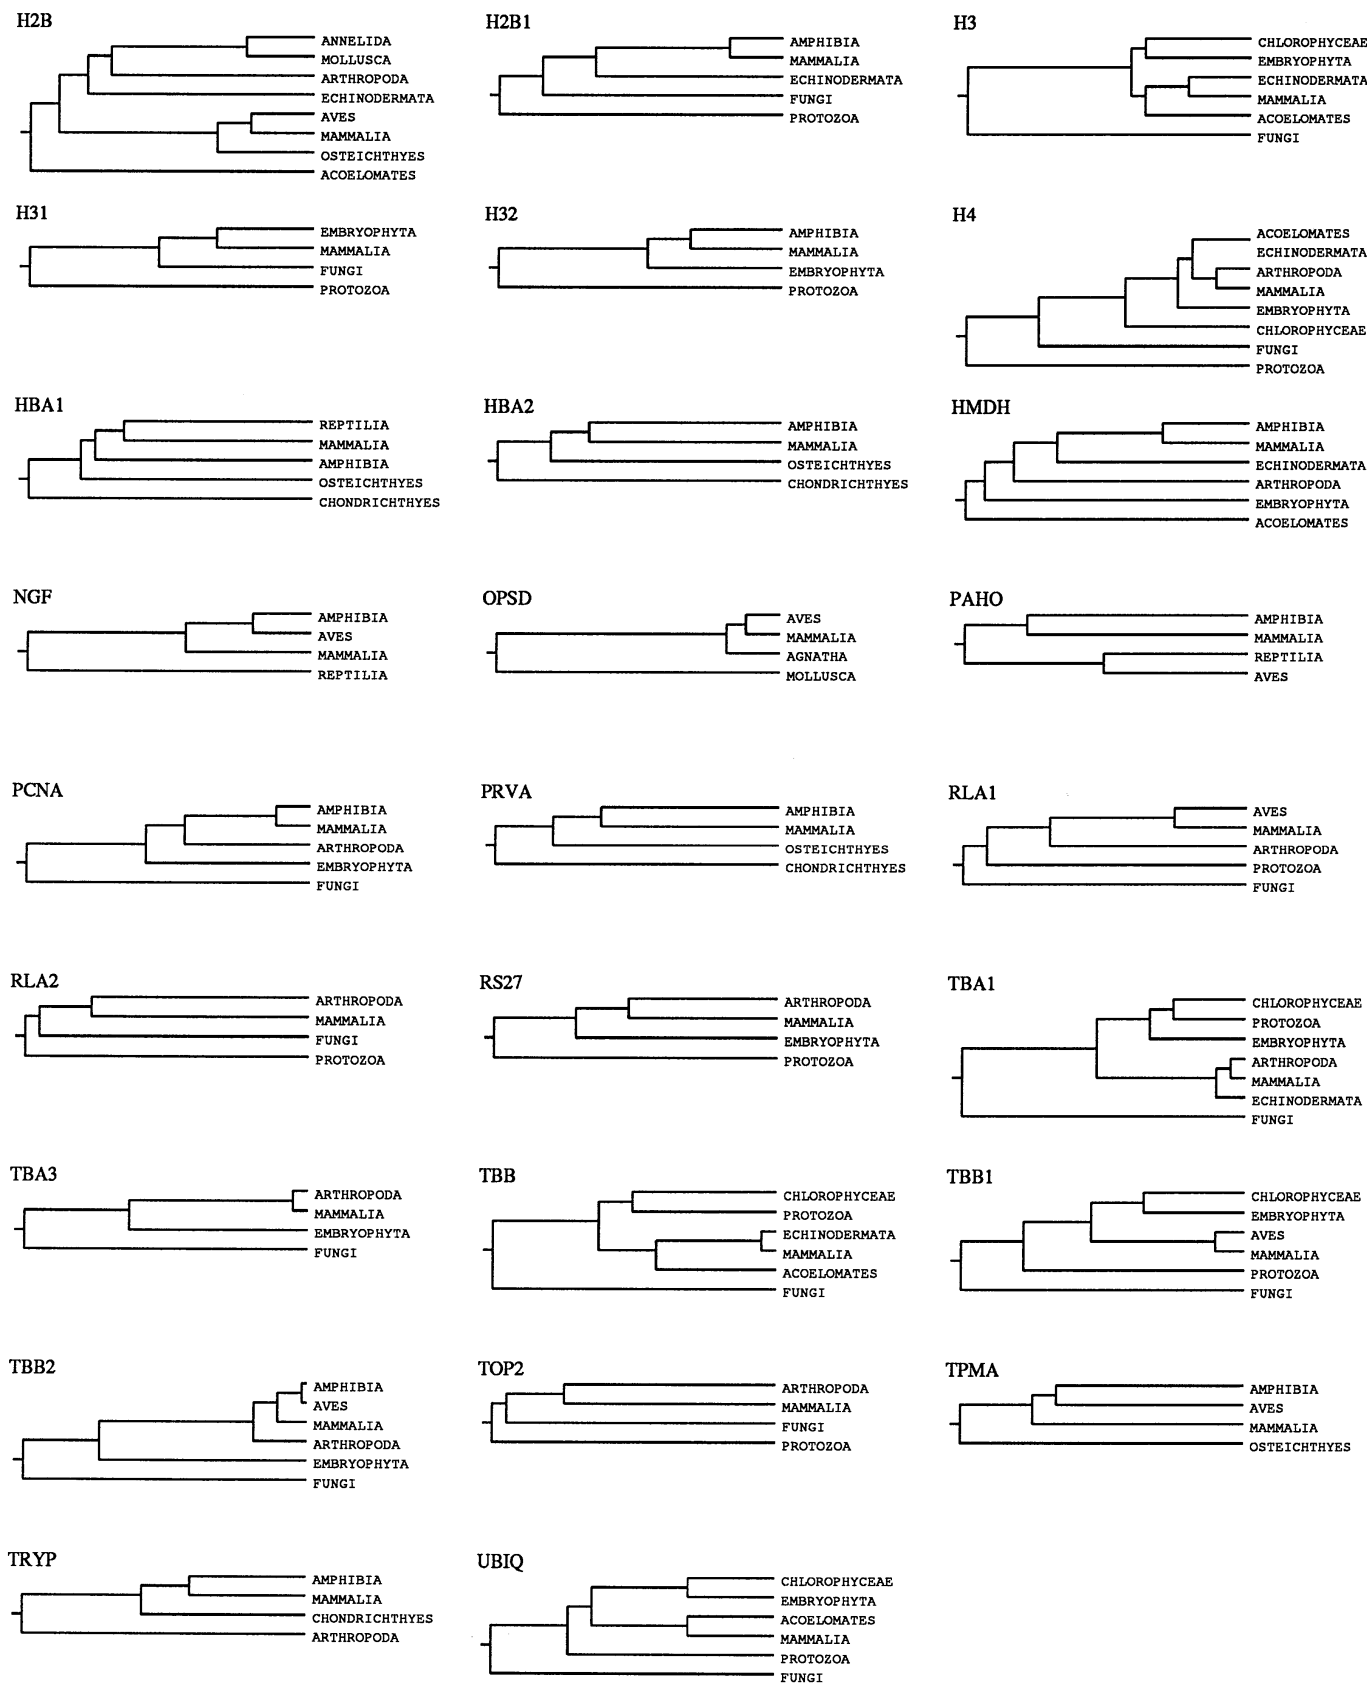 H2B
ANNELIDA
MOLLUSCA
ARTHROPODA
ECHINODERMATA
AVES
MAMMALIA
OSTEICHTHYES
ACOELOMATES
H2B1
AMPHIBIA
MAMMALIA
ECHINODERMATA
FUNGI
PROTOZOA
H3
CHLOROPHYCEAE
EMBRYOPHYTA
ECHINODERMATA
MAMMALIA
ACOELOMATES
FUNGI
H31
EMBRYOPHYTA
MAMMALIA
FUNGI
PROTOZOA
H32
AMPHIBIA
MAMMALIA
EMBRYOPHYTA
PROTOZOA
H4
ACOELOMATES
ECHINODERMATA
ARTHROPODA
MAMMALIA
EMBRYOPHYTA
CHLOROPHYCEAE
FUNGI
PROTOZOA
HBA1
REPTILIA
MAMMALIA
AMPHIBIA
OSTEICHTHYES
CHONDRICHTHYES
HBA2
AMPHIBIA
MAMMALIA
OSTEICHTHYES
CHONDRICHTHYES
HMDH
AMPHIBIA
MAMMALIA
ECHINODERMATA
ARTHROPODA
EMBRYOPHYTA
ACOELOMATES
NGF
AMPHIBIA
AVES
MAMMALIA
REPTILIA
OPSD
AVES
MAMMALIA
AGNATHA
MOLLUSCA
PAHO
AMPHIBIA
MAMMALIA
REPTILIA
AVES
PCNA
AMPHIBIA
MAMMALIA
ARTHROPODA
EMBRYOPHYTA
FUNGI
PRVA
AMPHIBIA
MAMMALIA
OSTEICHTHYES
CHONDRICHTHYES
RLA1
AVES
MAMMALIA
ARTHROPODA
PROTOZOA
FUNGI
RLA2
ARTHROPODA
MAMMALIA
FUNGI
PROTOZOA
RS27
ARTHROPODA
MAMMALIA
EMBRYOPHYTA
PROTOZOA
TBA1
CHLOROPHYCEAE
PROTOZOA
EMBRYOPHYTA
ARTHROPODA
MAMMALIA
ECHINODERMATA
FUNGI
TBA3
ARTHROPODA
MAMMALIA
EMBRYOPHYTA
FUNGI
TBB
CHLOROPHYCEAE
PROTOZOA
ECHINODERMATA
MAMMALIA
ACOELOMATES
FUNGI
TBB1
CHLOROPHYCEAE
EMBRYOPHYTA
AVES
MAMMALIA
PROTOZOA
FUNGI
TBB2
AMPHIBIA
AVES
MAMMALIA
ARTHROPODA
EMBRYOPHYTA
FUNGI
TOP2
ARTHROPODA
MAMMALIA
FUNGI
PROTOZOA
TPMA
AMPHIBIA
AVES
MAMMALIA
OSTEICHTHYES
TRYP
AMPHIBIA
MAMMALIA
CHONDRICHTHYES
ARTHROPODA
UBIQ
CHLOROPHYCEAE
EMBRYOPHYTA
ACOELOMATES
MAMMALIA
PROTOZOA
FUNGI